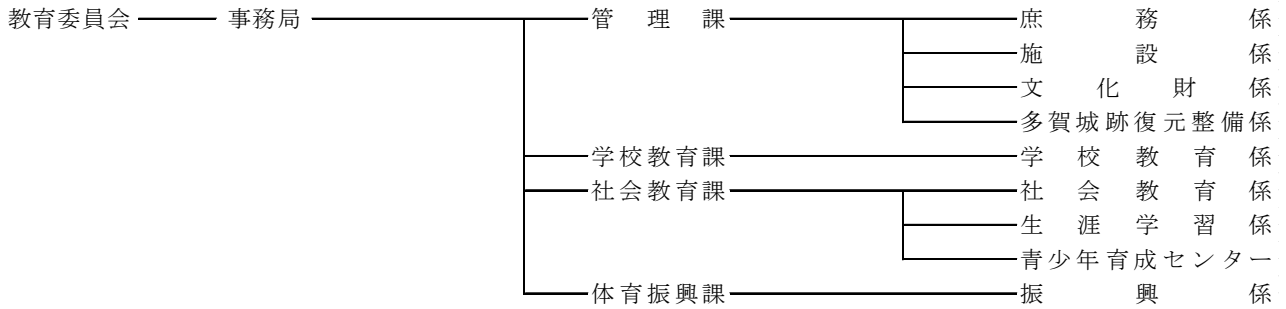 教育委員会 事務局 管理課 庶務係
施設係
文化財係
多賀城跡復元整備係
学校教育課 学校教育係
社会教育課 社会教育係
生涯学習係
青少年育成センター
体育振興課 振興係